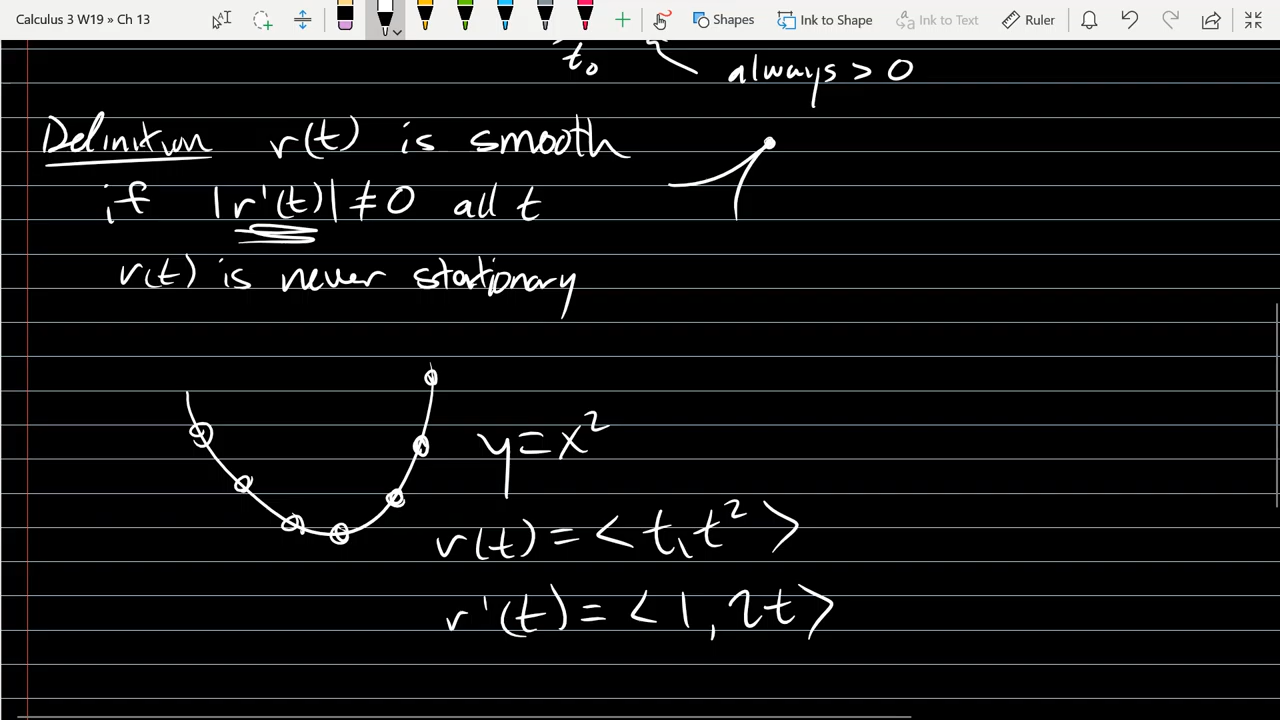 Calculus 3 W19 » Ch 13
Shapes
Ink to Shape
Ink to Text
Ruler
t₀
always > 0
Definition r(t) is smooth
if |r'(t)| ≠ 0 all t
r(t) is never stationary
y = x²
r(t) = < t, t² >
r'(t) = < 1, 2t >